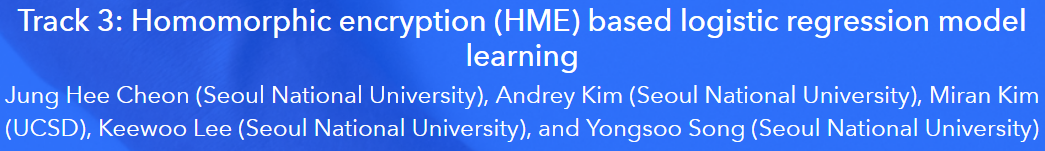 Track 3: Homomorphic encryption (HME) based logistic regression model
learning
Jung Hee Cheon (Seoul National University), Andrey Kim (Seoul National University), Miran Kim
(UCSD), Keewoo Lee (Seoul National University), and Yongsoo Song (Seoul National University)